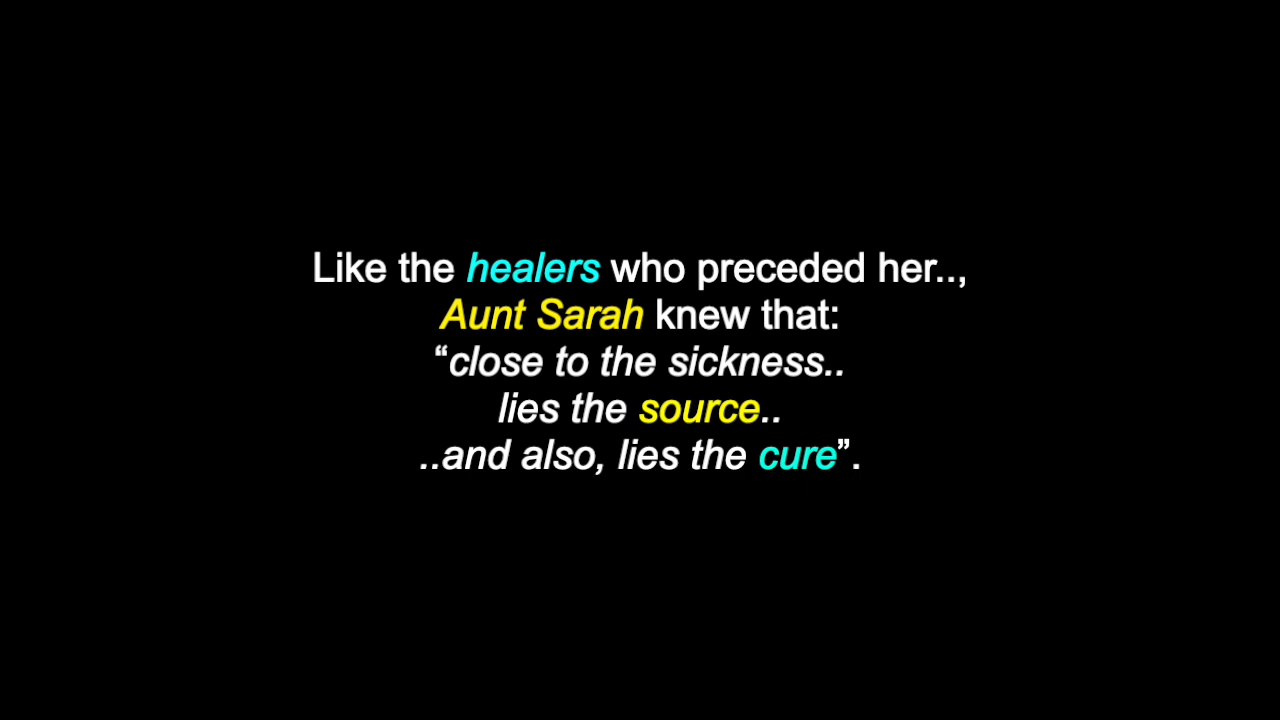 Like the healers who preceded her..,
Aunt Sarah knew that:
“close to the sickness..
lies the source..
..and also, lies the cure”.